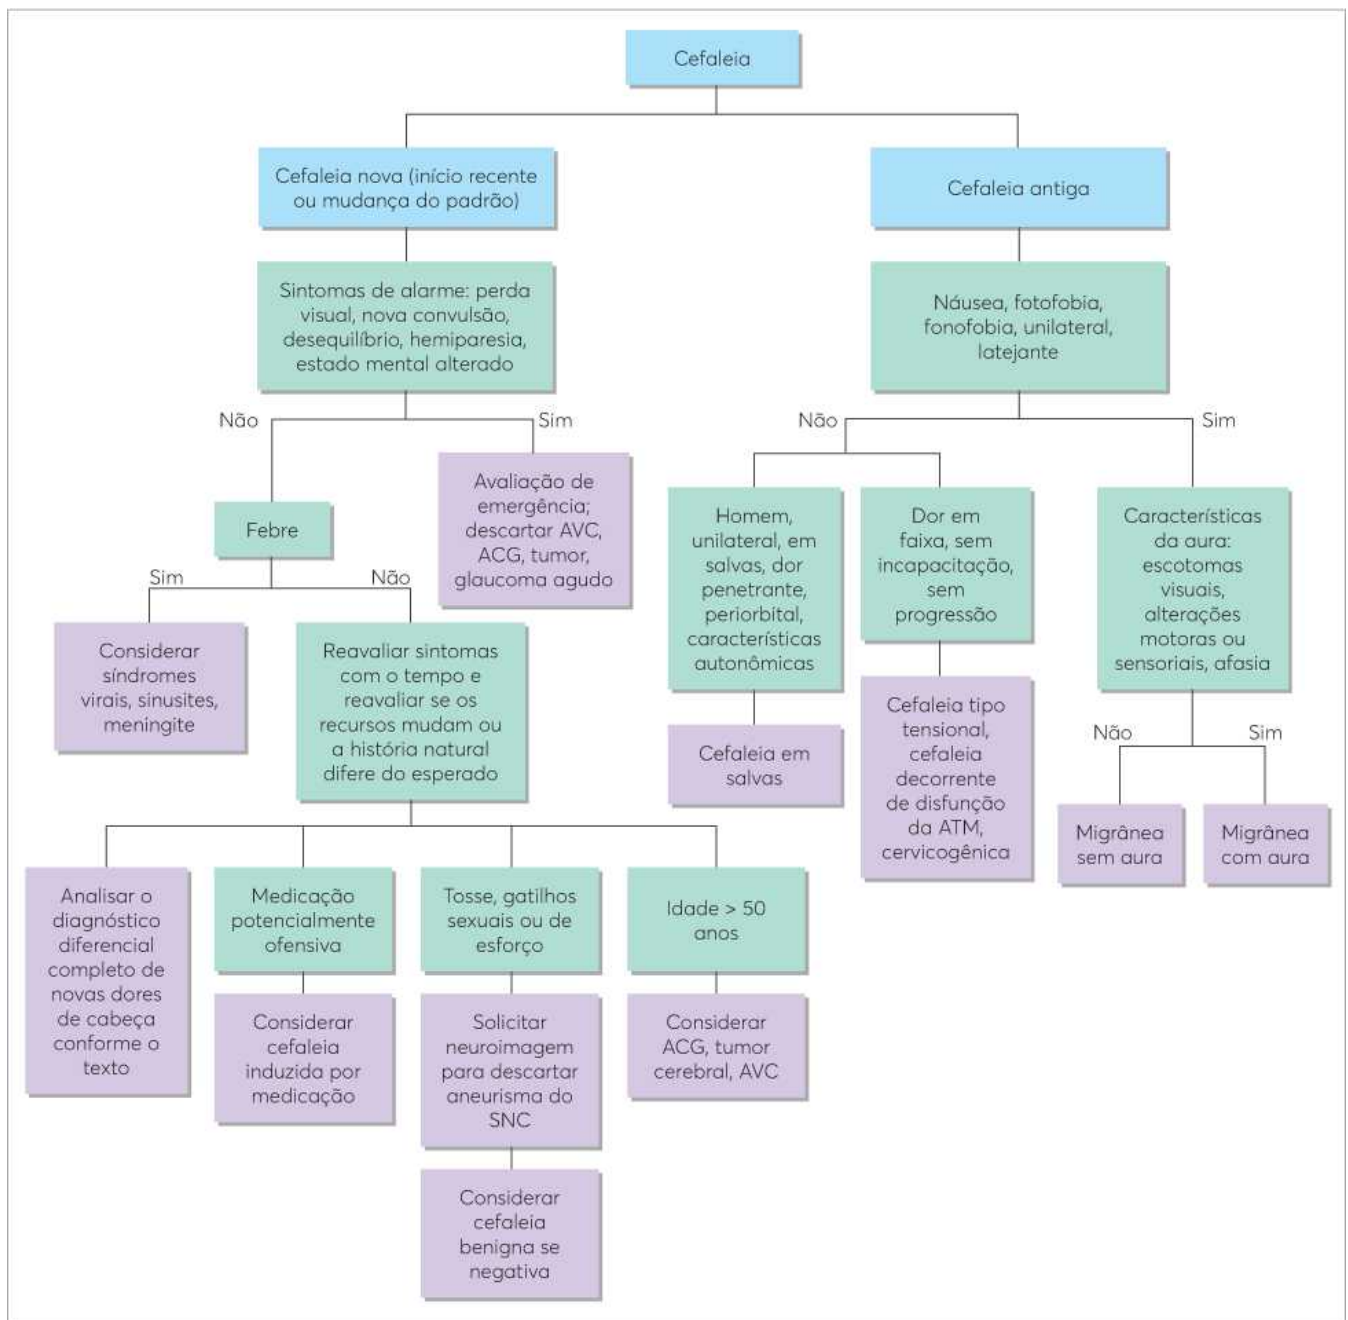 Cefaleia
Cefaleia nova (início recente
ou mudança do padrão)
Cefaleia antiga
Sintomas de alarme: perda
visual, nova convulsão,
desequilíbrio, hemiparesia,
estado mental alterado
Náusea, fotofobia,
fonofobia, unilateral,
latejante
Não
Sim
Não
Sim
Febre
Avaliação de
emergência;
descartar AVC,
ACG, tumor,
glaucoma agudo
Homem,
unilateral, em
salvas, dor
penetrante,
periorbital,
características
autonômicas
Dor em
faixa, sem
incapacitação,
sem
progressão
Características
da aura:
escotomas
visuais,
alterações
motoras ou
sensoriais, afasia
Sim
Não
Considerar
síndromes
virais, sinusites,
meningite
Reavaliar sintomas
com o tempo e
reavaliar se os
recursos mudam ou
a história natural
difere do esperado
Cefaleia em
salvas
Cefaleia tipo
tensional,
cefaleia
decorrente
de disfunção
da ATM,
cervicogênica
Não
Sim
Migrânea
sem aura
Migrânea
com aura
Analisar o
diagnóstico
diferencial
completo de
novas dores
de cabeça
conforme o
texto
Medicação
potencialmente
ofensiva
Tosse, gatilhos
sexuais ou de
esforço
Idade > 50
anos
Considerar
cefaleia
induzida por
medicação
Solicitar
neuroimagem
para descartar
aneurisma do
SNC
Considerar
ACG, tumor
cerebral, AVC
Considerar
cefaleia
benigna se
negativa